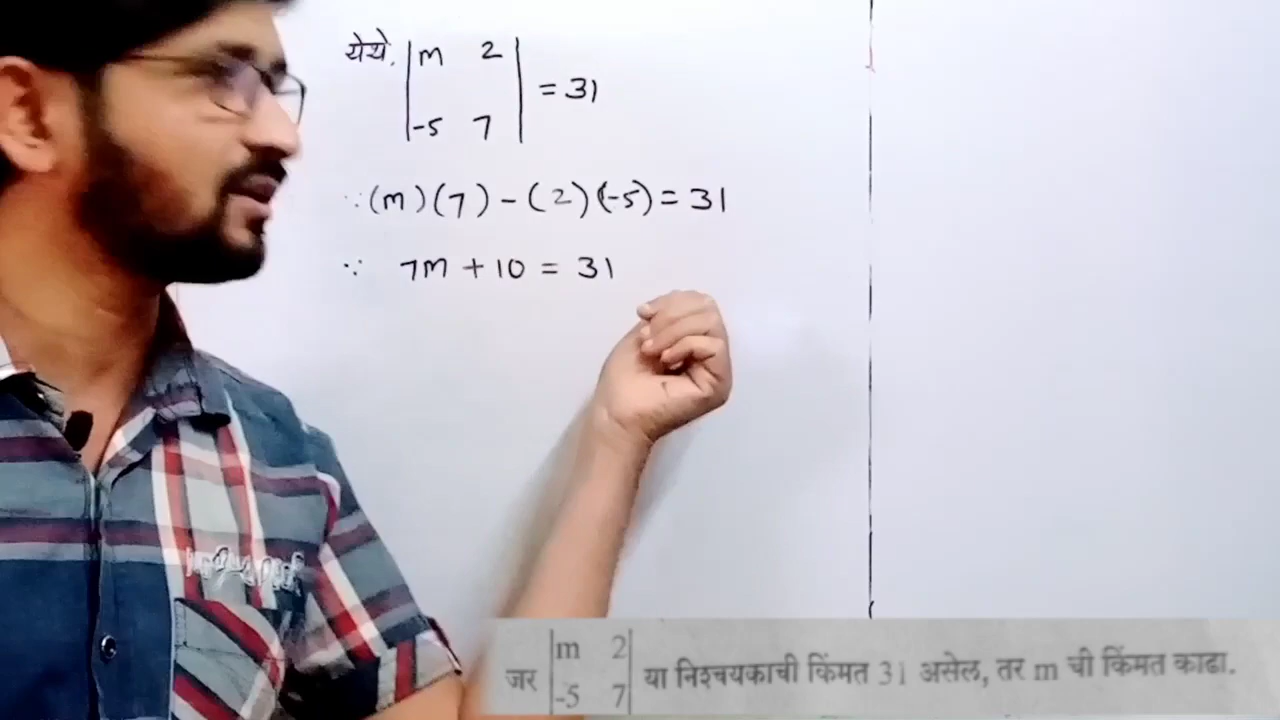 येथे, |m 2|
|-5 7| = 31
∵ (m)(7) - (2)(-5) = 31
∵ 7m + 10 = 31
जर |m 2| या निश्चयकाची किंमत 31 असेल, तर m ची किंमत काढा.
|-5 7|